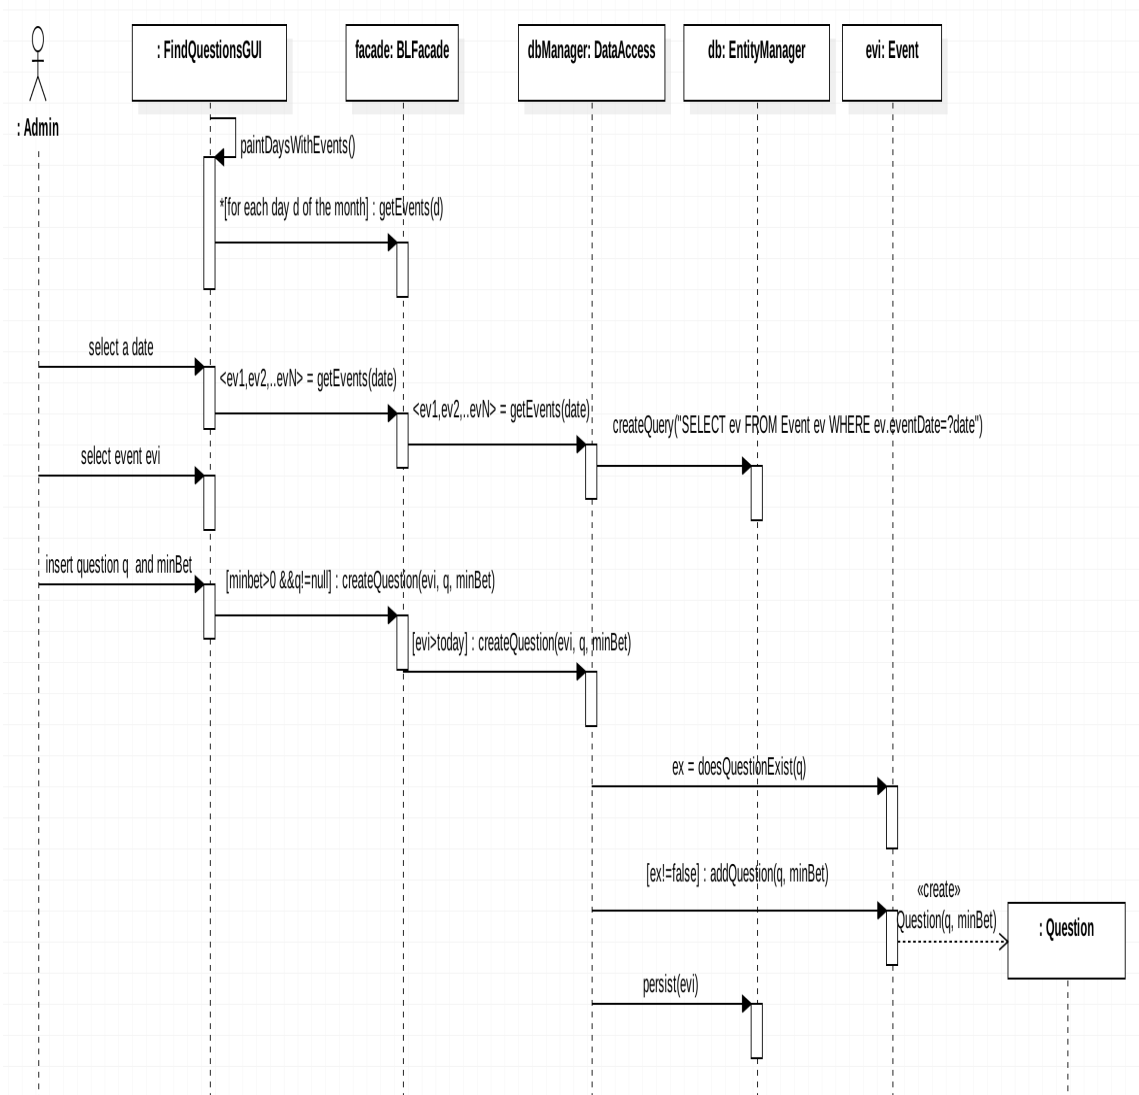 : FindQuestionsGUI
facade: BLFacade
dbManager: DataAccess
db: EntityManager
evi: Event
: Admin
paintDaysWithEvents()
*[for each day d of the month] : getEvents(d)
select a date
<ev1,ev2,..evN> = getEvents(date)
<ev1,ev2,..evN> = getEvents(date)
createQuery("SELECT ev FROM Event ev WHERE ev.eventDate=?date")
select event evi
insert question q  and minBet
[minbet>0 &&q!=null] : createQuestion(evi, q, minBet)
[evi>today] : createQuestion(evi, q, minBet)
ex = doesQuestionExist(q)
[ex!=false] : addQuestion(q, minBet)
«create»
Question(q, minBet)
: Question
persist(evi)